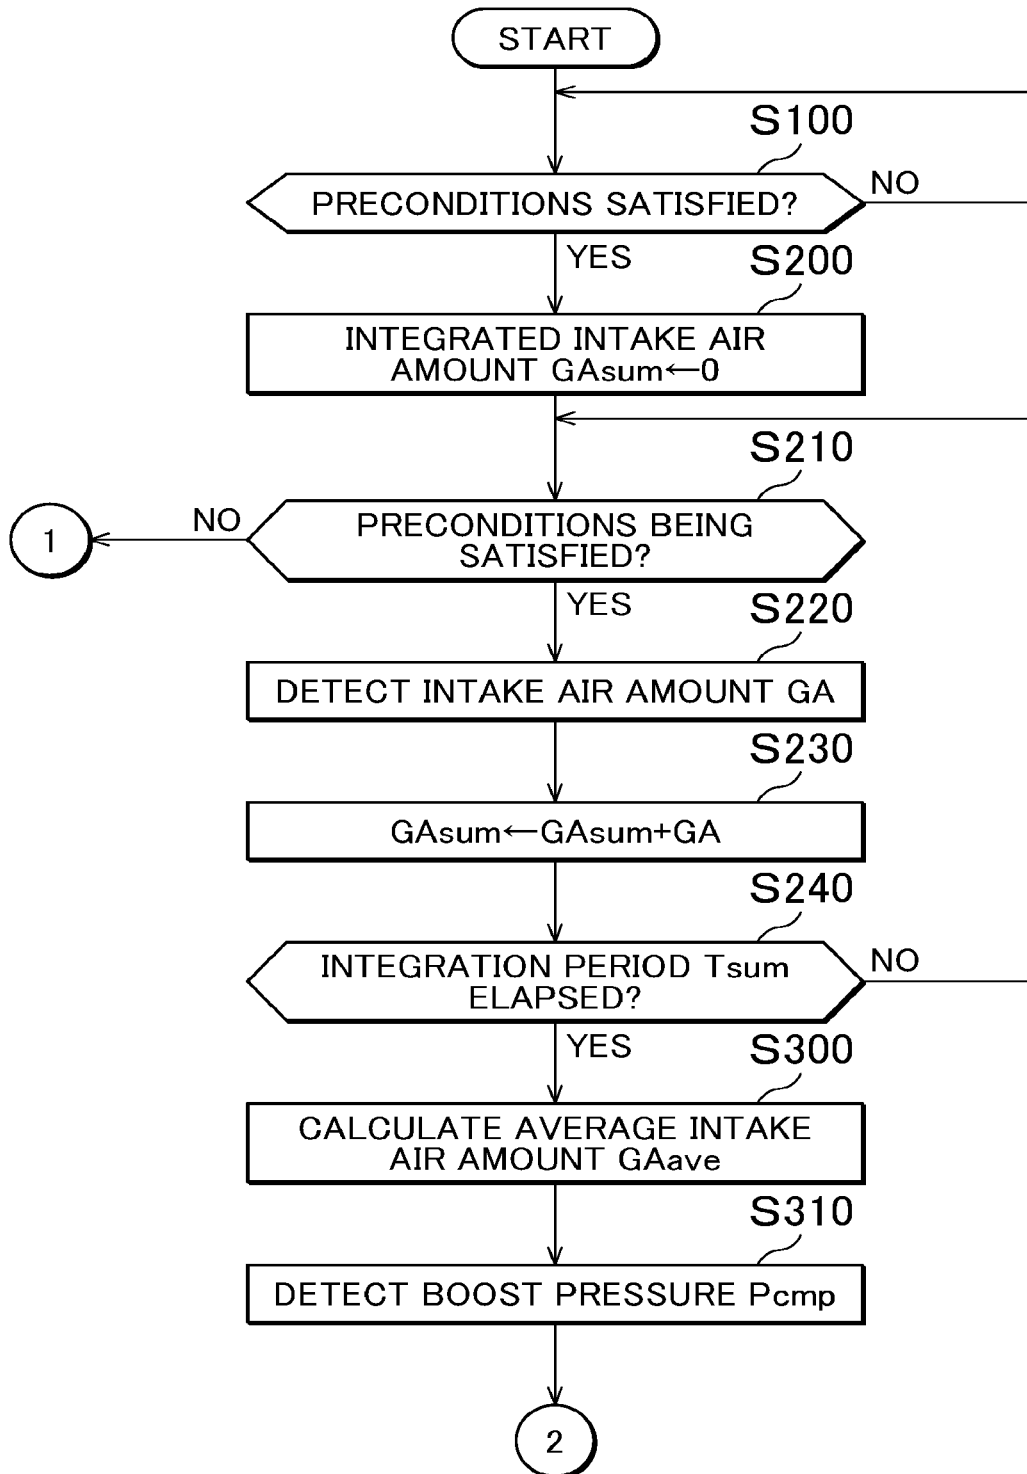 START
S100
PRECONDITIONS SATISFIED?
NO
YES
S200
INTEGRATED INTAKE AIR
AMOUNT GAsum←0
S210
PRECONDITIONS BEING
SATISFIED?
NO
1
YES
S220
DETECT INTAKE AIR AMOUNT GA
S230
GAsum←GAsum+GA
S240
INTEGRATION PERIOD Tsum
ELAPSED?
NO
YES
S300
CALCULATE AVERAGE INTAKE
AIR AMOUNT GAave
S310
DETECT BOOST PRESSURE Pcmp
2